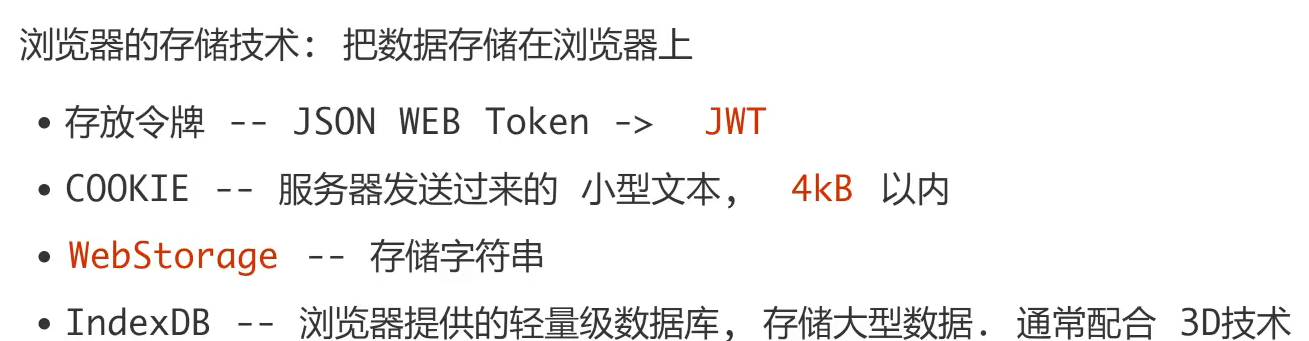 浏览器的存储技术: 把数据存储在浏览器上
• 存放令牌 -- JSON WEB Token -> JWT
• COOKIE -- 服务器发送过来的 小型文本, 4kB 以内
• WebStorage -- 存储字符串
• IndexDB -- 浏览器提供的轻量级数据库, 存储大型数据. 通常配合 3D技术